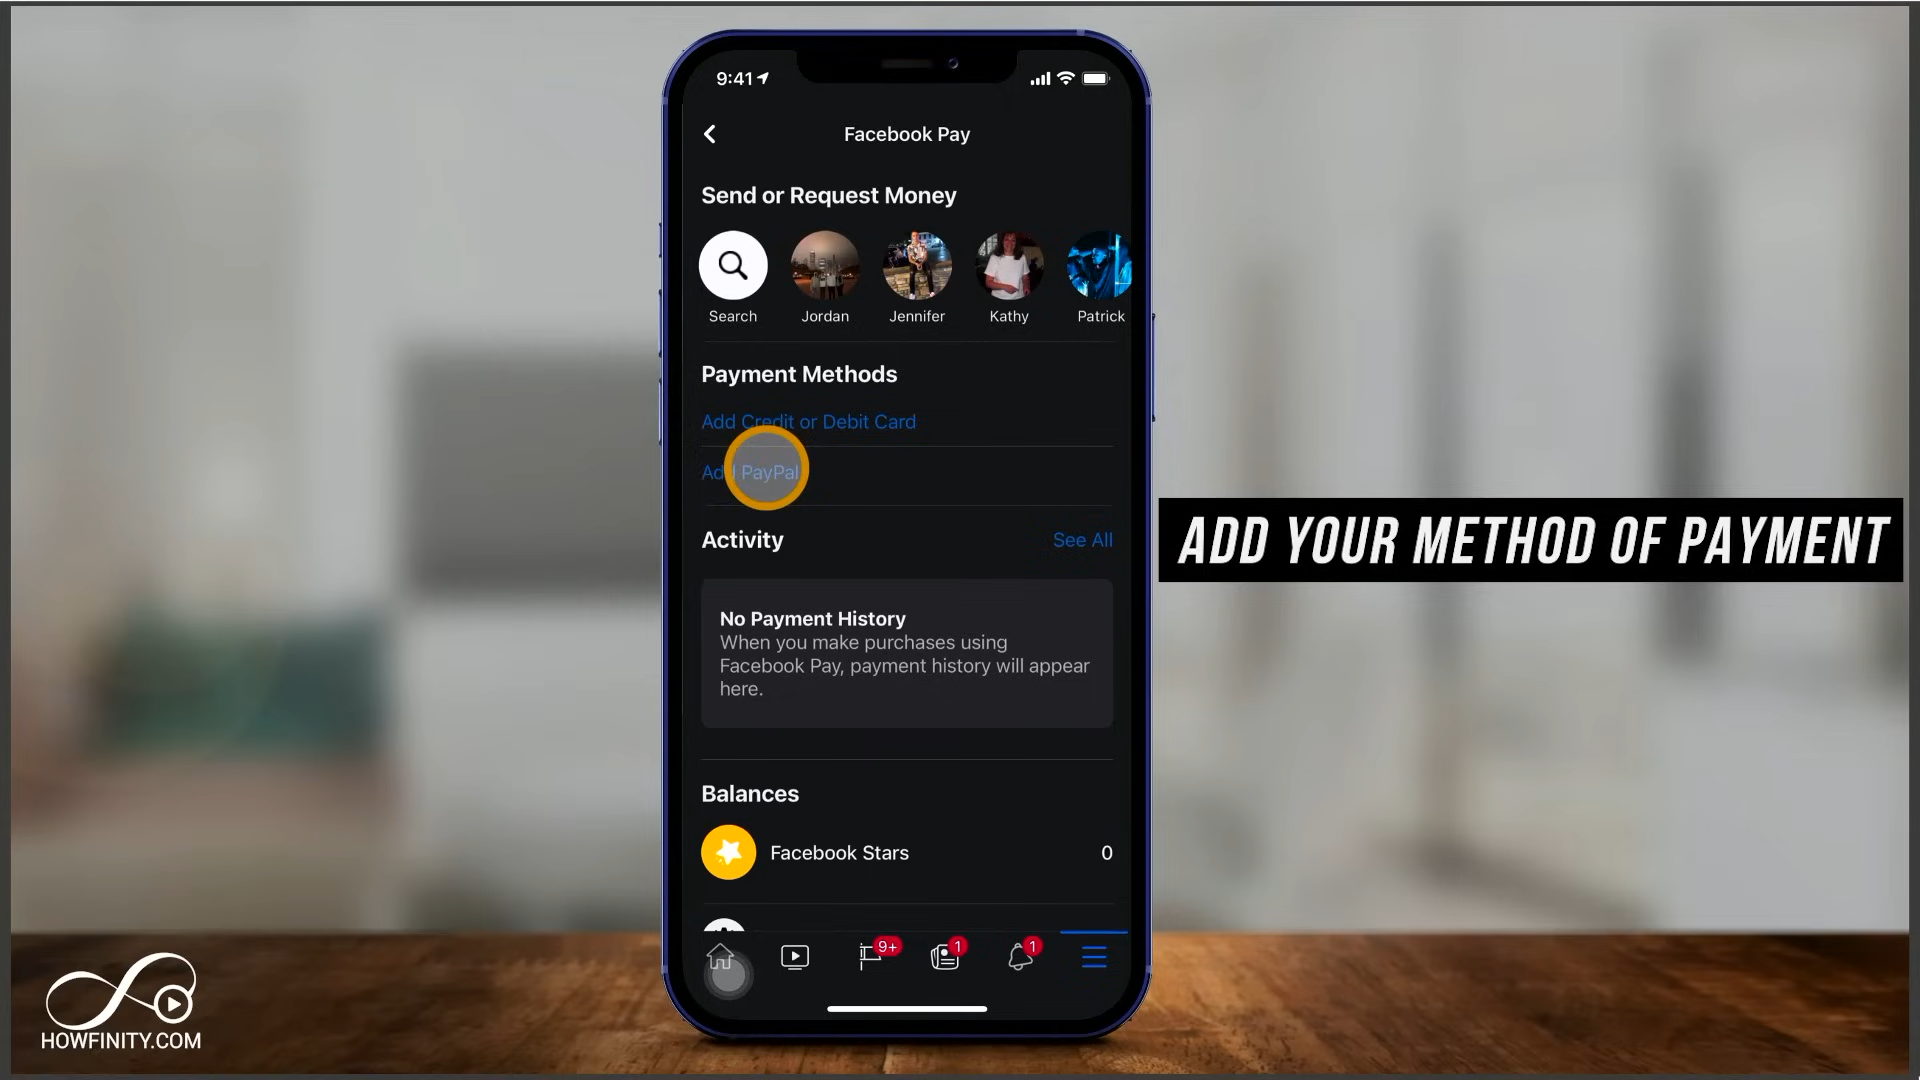 9:41
Facebook Pay
Send or Request Money
Search
Jordan
Jennifer
Kathy
Patrick
Payment Methods
Add Credit or Debit Card
Add PayPal
Activity
See All
No Payment History
When you make purchases using
Facebook Pay, payment history will appear
here.
Balances
Facebook Stars
0
9+
1
1
ADD YOUR METHOD OF PAYMENT
HOWFINITY.COM